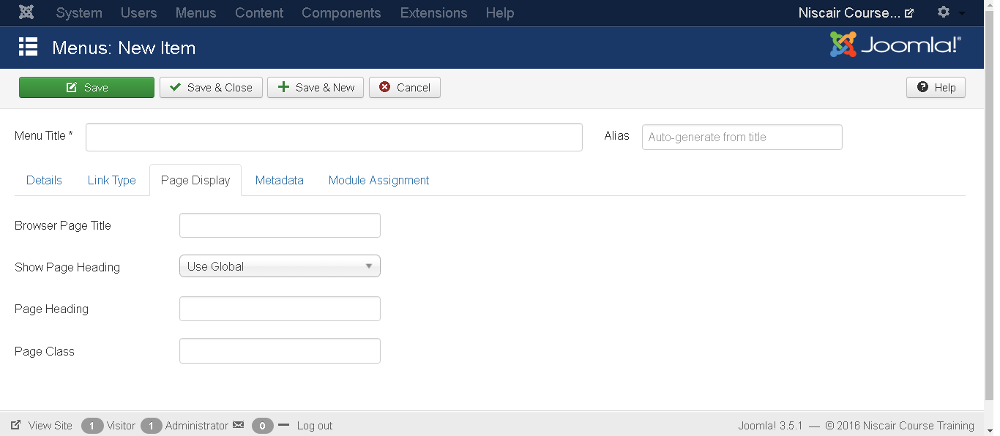 System Users Menus Content Components Extensions Help Niscair Course...
Menus: New Item Joomla!®
Save Save & Close Save & New Cancel Help
Menu Title * Alias Auto-generate from title
Details Link Type Page Display Metadata Module Assignment
Browser Page Title
Show Page Heading Use Global
Page Heading
Page Class
View Site 1 Visitor 1 Administrator 0 Log out Joomla! 3.5.1 — © 2016 Niscair Course Training